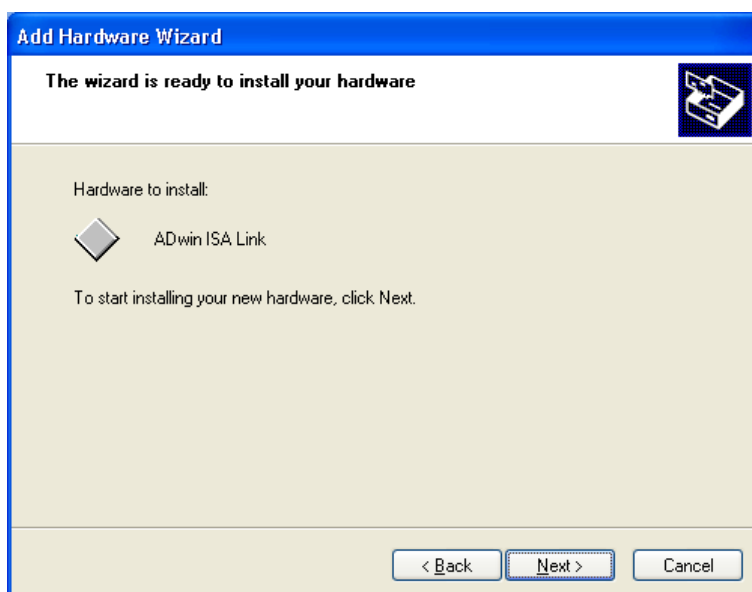 Add Hardware Wizard
The wizard is ready to install your hardware
Hardware to install:
ADwin ISA Link
To start installing your new hardware, click Next.
< Back
Next >
Cancel